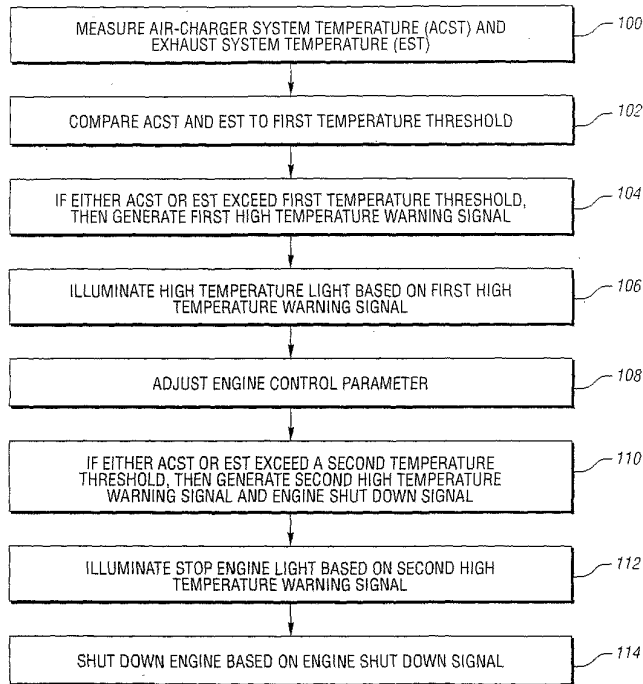 MEASURE AIR-CHARGER SYSTEM TEMPERATURE (ACST) AND
EXHAUST SYSTEM TEMPERATURE (EST)
100
COMPARE ACST AND EST TO FIRST TEMPERATURE THRESHOLD
102
IF EITHER ACST OR EST EXCEED FIRST TEMPERATURE THRESHOLD,
THEN GENERATE FIRST HIGH TEMPERATURE WARNING SIGNAL
104
ILLUMINATE HIGH TEMPERATURE LIGHT BASED ON FIRST HIGH
TEMPERATURE WARNING SIGNAL
106
ADJUST ENGINE CONTROL PARAMETER
108
IF EITHER ACST OR EST EXCEED A SECOND TEMPERATURE
THRESHOLD, THEN GENERATE SECOND HIGH TEMPERATURE
WARNING SIGNAL AND ENGINE SHUT DOWN SIGNAL
110
ILLUMINATE STOP ENGINE LIGHT BASED ON SECOND HIGH
TEMPERATURE WARNING SIGNAL
112
SHUT DOWN ENGINE BASED ON ENGINE SHUT DOWN SIGNAL
114